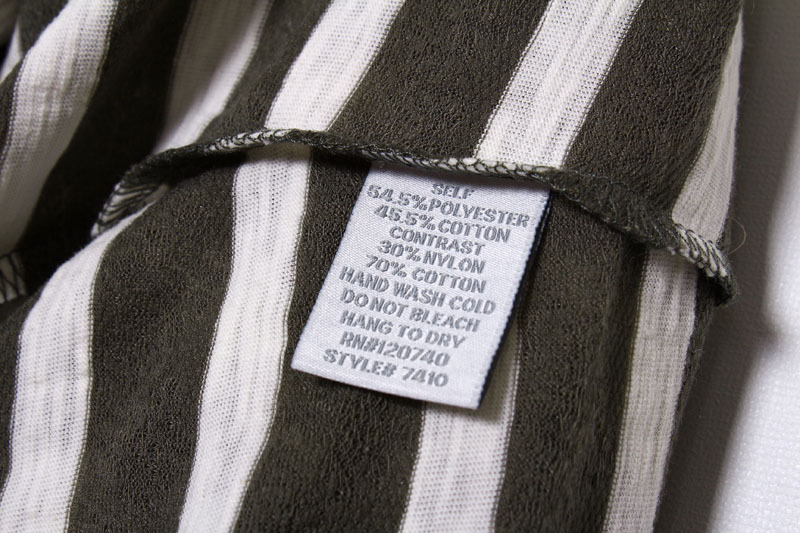 SELF
54.5%POLYESTER
45.5% COTTON
CONTRAST
30% NYLON
70% COTTON
HAND WASH COLD
DO NOT BLEACH
HANG TO DRY
RN#120740
STYLE# 7410